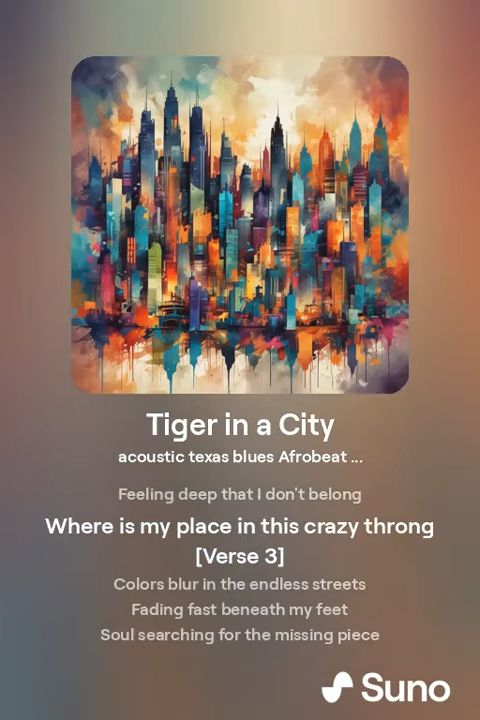 Tiger in a City
acoustic texas blues Afrobeat ...
Feeling deep that I don't belong
Where is my place in this crazy throng
[Verse 3]
Colors blur in the endless streets
Fading fast beneath my feet
Soul searching for the missing piece
Suno